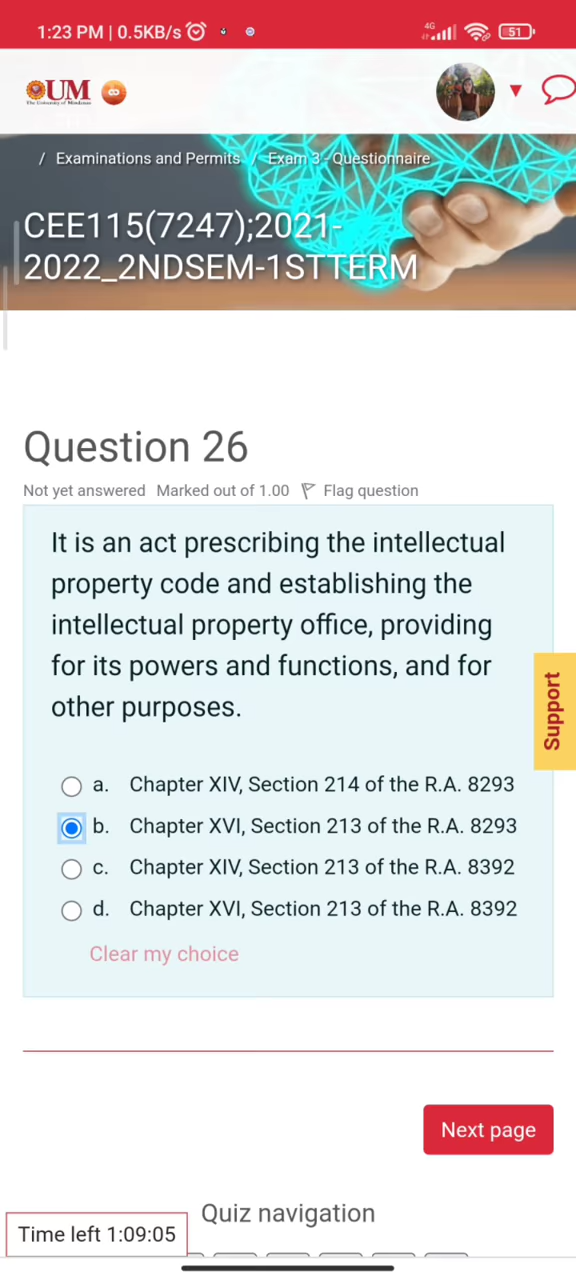 1:23 PM | 0.5KB/s
4G
51
UM
The University of Mindanao
/ Examinations and Permits / Exam 3 - Questionnaire
CEE115(7247);2021-
2022_2NDSEM-1STTERM
Question 26
Not yet answered Marked out of 1.00 Flag question
It is an act prescribing the intellectual
property code and establishing the
intellectual property office, providing
for its powers and functions, and for
other purposes.
Support
a. Chapter XIV, Section 214 of the R.A. 8293
b. Chapter XVI, Section 213 of the R.A. 8293
c. Chapter XIV, Section 213 of the R.A. 8392
d. Chapter XVI, Section 213 of the R.A. 8392
Clear my choice
Next page
Quiz navigation
Time left 1:09:05